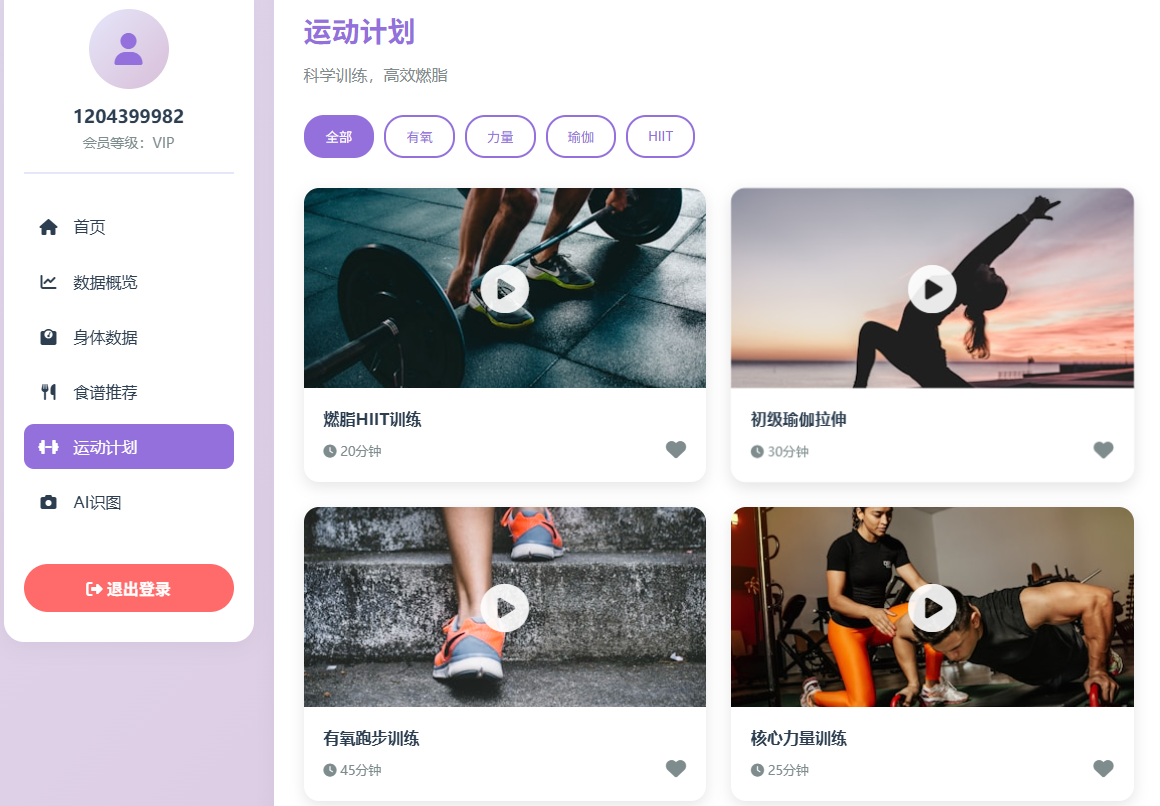 1204399982
会员等级：VIP
首页
数据概览
身体数据
食谱推荐
运动计划
AI识图
退出登录
运动计划
科学训练，高效燃脂
全部
有氧
力量
瑜伽
HIIT
燃脂HIIT训练
20分钟
初级瑜伽拉伸
30分钟
有氧跑步训练
45分钟
核心力量训练
25分钟